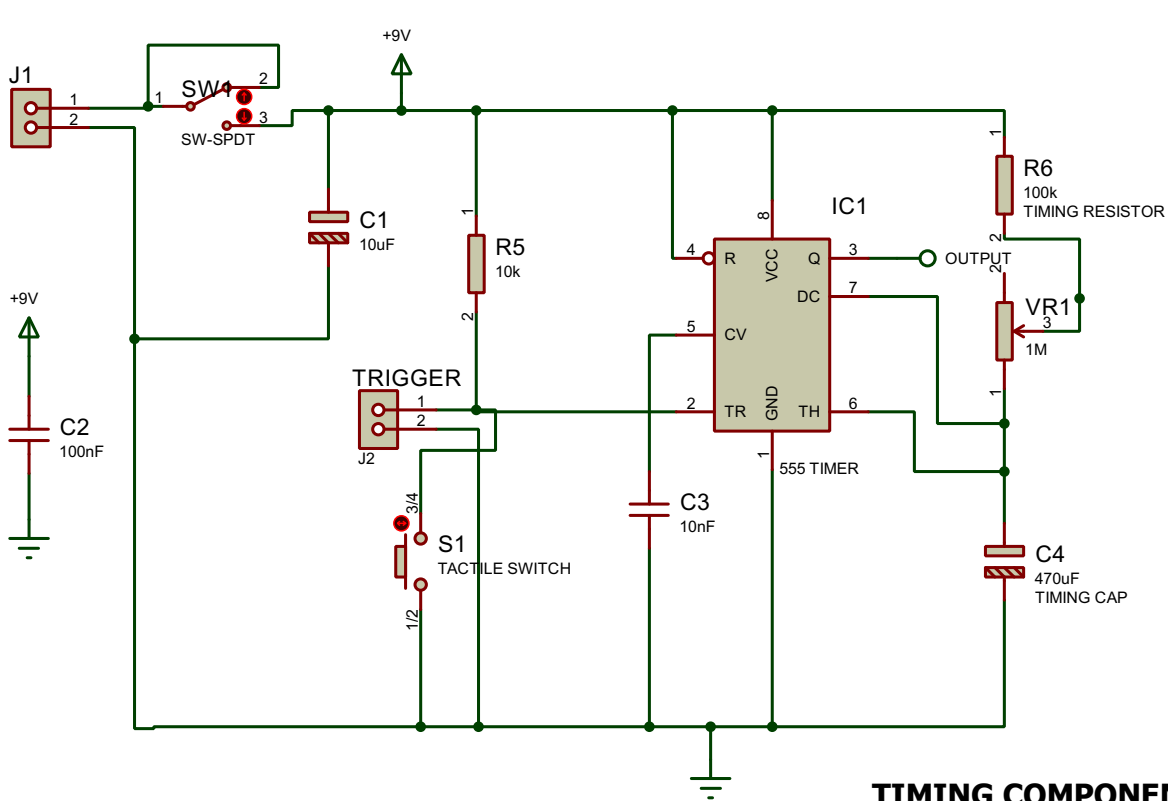 +9V
J1
1
2
SW1
1
2
3
SW-SPDT
C1
10uF
1
R5
10k
2
+9V
C2
100nF
TRIGGER
1
2
J2
3/4
S1
TACTILE SWITCH
1/2
IC1
8
4
R
VCC
Q
3
OUTPUT
DC
7
5
CV
2
TR
GND
TH
6
1
555 TIMER
C3
10nF
1
R6
100k
TIMING RESISTOR
2
2
VR1
3
1M
1
C4
470uF
TIMING CAP
TIMING COMPONE